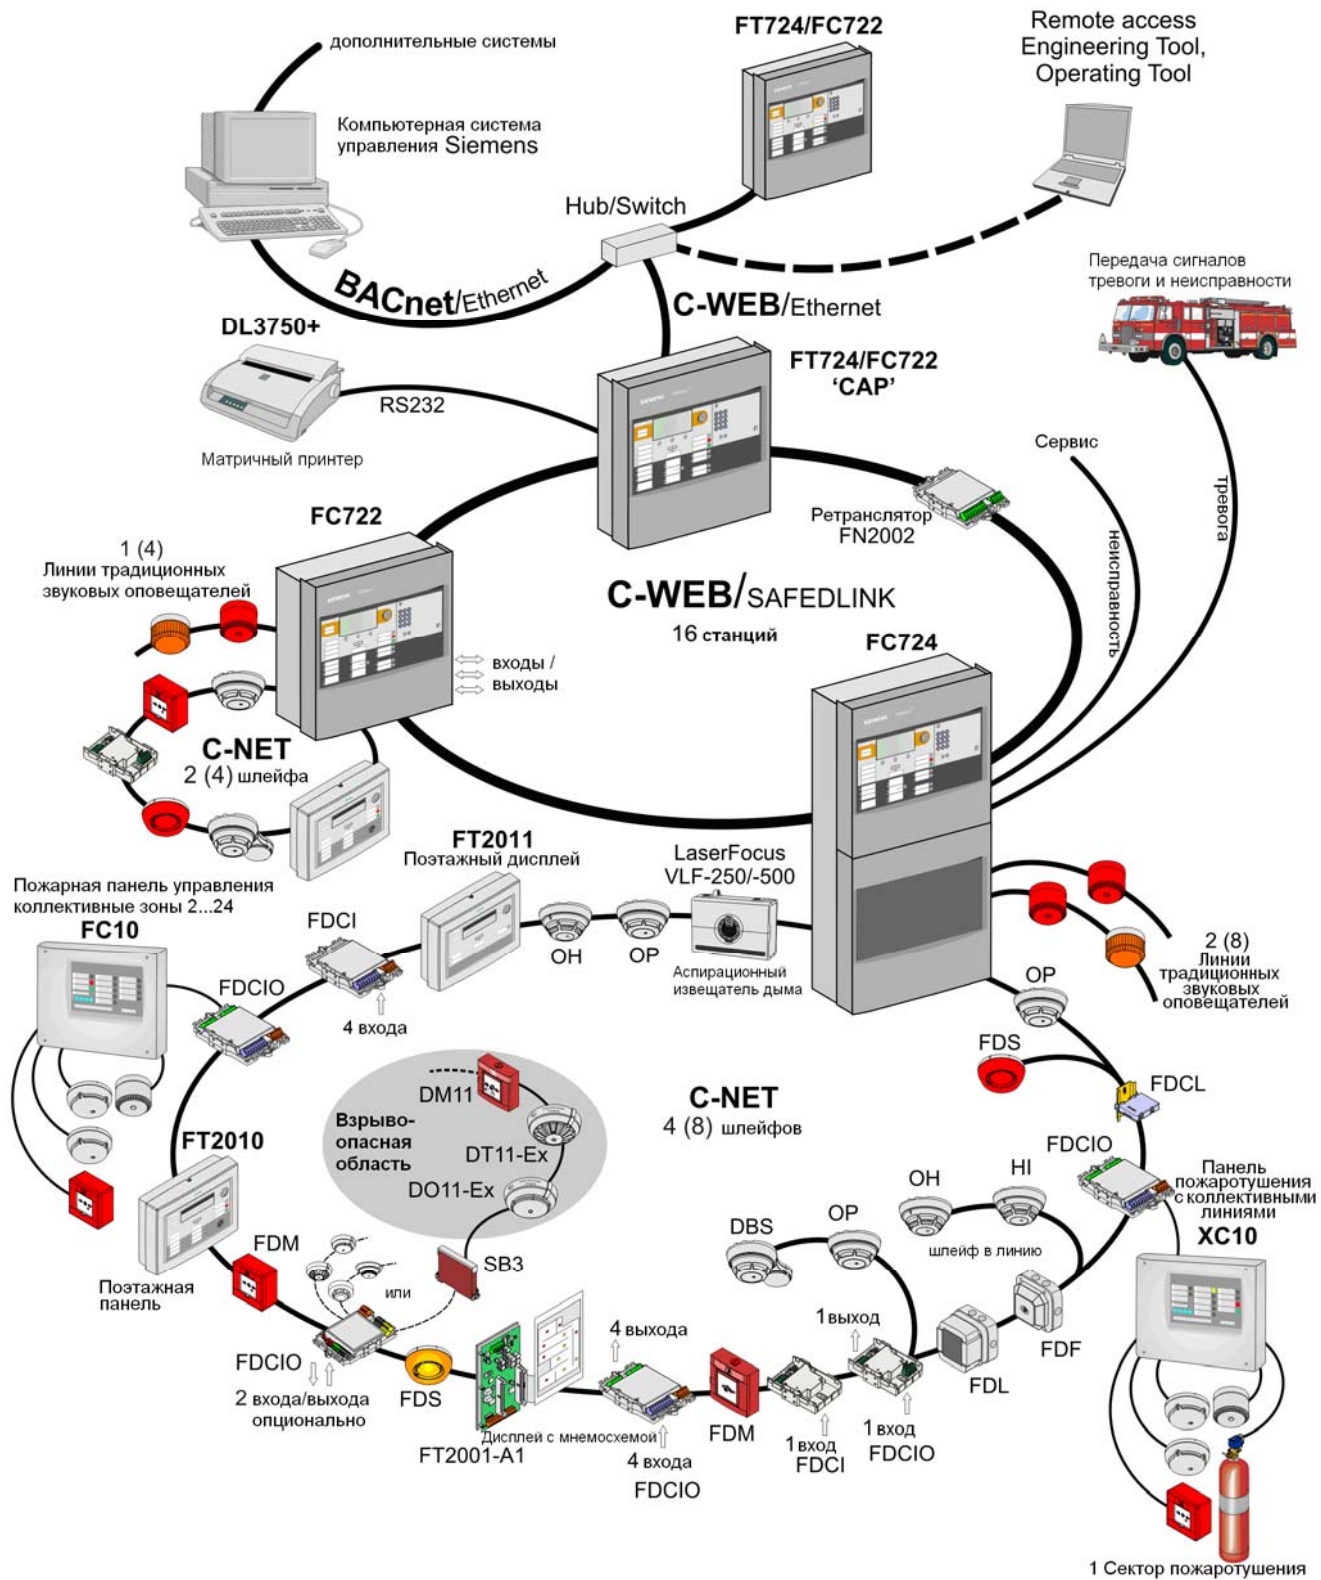 FT724/FC722
Remote access
Engineering Tool,
Operating Tool
дополнительные системы
Компьютерная система
управления Siemens
Hub/Switch
BACnet/Ethernet
C-WEB/Ethernet
Передача сигналов
тревоги и неисправности
DL3750+
RS232
Матричный принтер
FT724/FC722
‘CAP’
Сервис
тревога
неисправность
Ретранслятор
FN2002
FC722
1 (4)
Линии традиционных
звуковых оповещателей
C-WEB/SAFEDLINK
16 станций
FC724
входы /
выходы
C-NET
2 (4) шлейфа
FT2011
Поэтажный дисплей
LaserFocus
VLF-250/-500
Пожарная панель управления
коллективные зоны 2...24
FC10
FDCI
OH
OP
Аспирационный
извещатель дыма
FDCIO
4 входа
2 (8)
Линии
традиционных
звуковых
оповещателей
OP
FDS
FDCL
DM11
Взрыво-
опасная
область
DT11-Ex
DO11-Ex
C-NET
4 (8) шлейфов
FT2010
FDCIO
Панель
пожаротушения
с коллективными
линиями
XC10
OH
HI
шлейф в линию
DBS
OP
FDM
SB3
Поэтажная
панель
или
FDCIO
2 входа/выхода
опционально
FDS
4 выхода
1 выход
FDF
FDL
Дисплей с мнемосхемой
FT2001-A1
4 входа
FDCIO
FDM
1 вход
FDCI
1 вход
FDCIO
1 Сектор пожаротушения